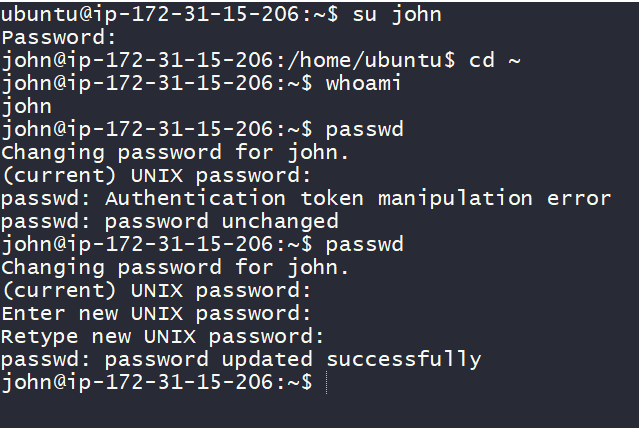 ubuntu@ip-172-31-15-206:~$ su john
Password:
john@ip-172-31-15-206:/home/ubuntu$ cd ~
john@ip-172-31-15-206:~$ whoami
john
john@ip-172-31-15-206:~$ passwd
Changing password for john.
(current) UNIX password:
passwd: Authentication token manipulation error
passwd: password unchanged
john@ip-172-31-15-206:~$ passwd
Changing password for john.
(current) UNIX password:
Enter new UNIX password:
Retype new UNIX password:
passwd: password updated successfully
john@ip-172-31-15-206:~$